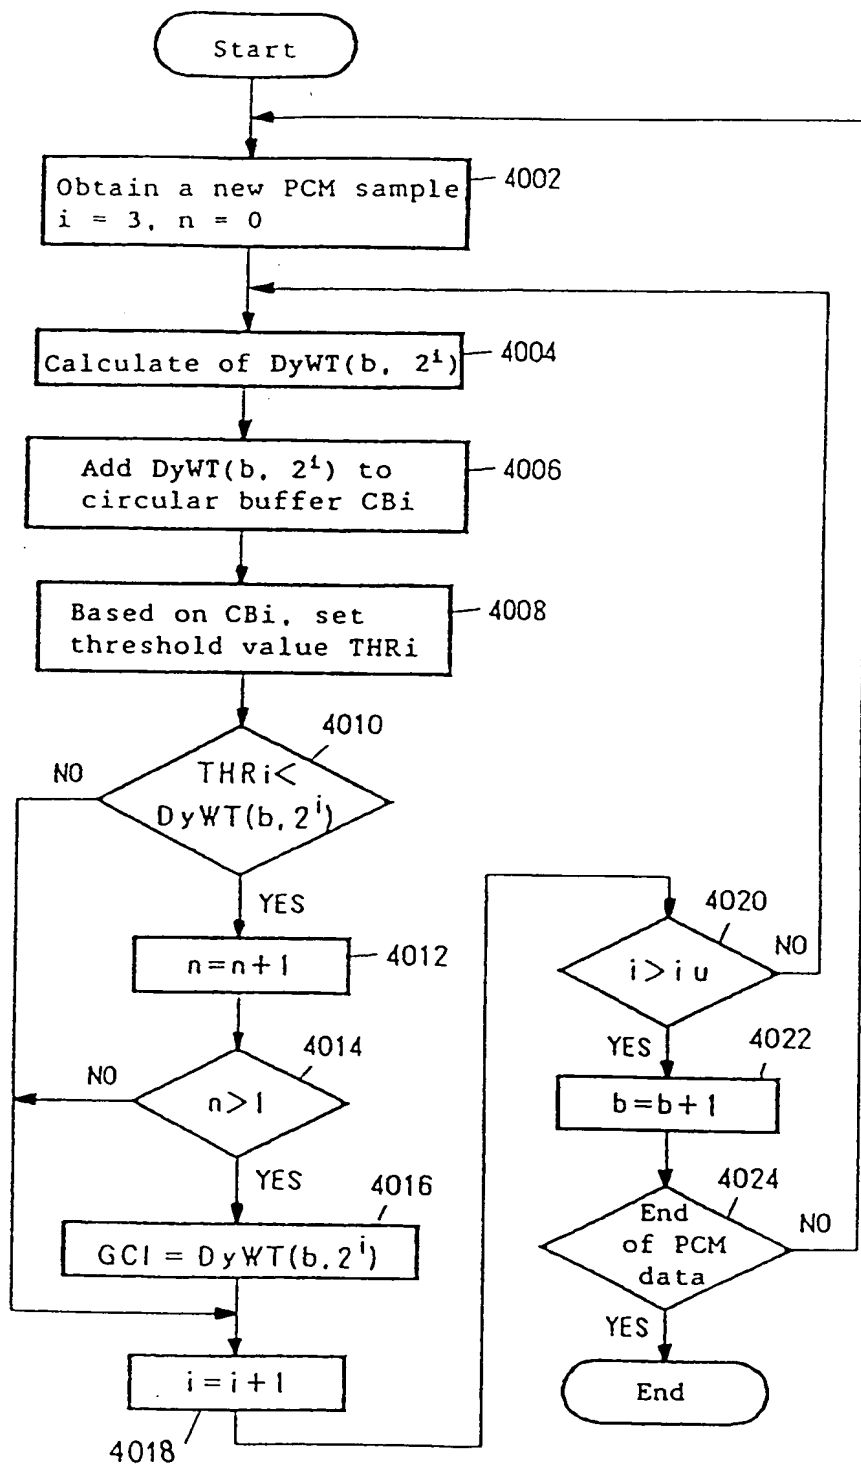 Start
Obtain a new PCM sample
i = 3, n = 0
4002
Calculate of DyWT(b, 2^i)
4004
Add DyWT(b, 2^i) to
circular buffer CBi
4006
Based on CBi, set
threshold value THRi
4008
4010
THRi<
DyWT(b, 2^i)
NO
YES
n=n+1
4012
4014
n>1
NO
YES
4016
GCI = DyWT(b, 2^i)
i=i+1
4018
4020
i>iu
NO
YES
4022
b=b+1
4024
End
of PCM
data
NO
YES
End